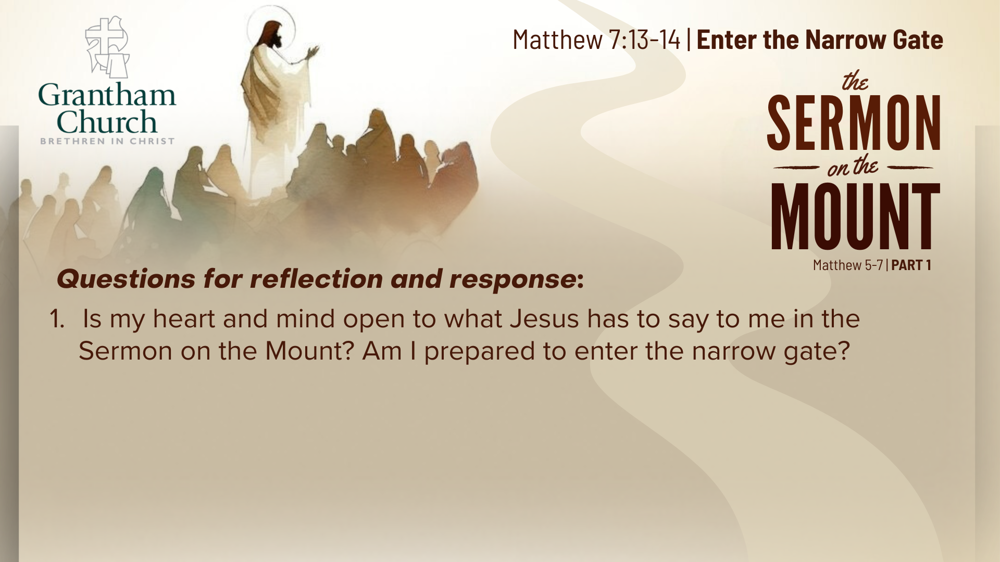 Grantham
Church
BRETHREN IN CHRIST
Matthew 7:13-14 | Enter the Narrow Gate
the
SERMON
on the
MOUNT
Matthew 5-7 | PART 1
Questions for reflection and response:
1. Is my heart and mind open to what Jesus has to say to me in the
Sermon on the Mount? Am I prepared to enter the narrow gate?